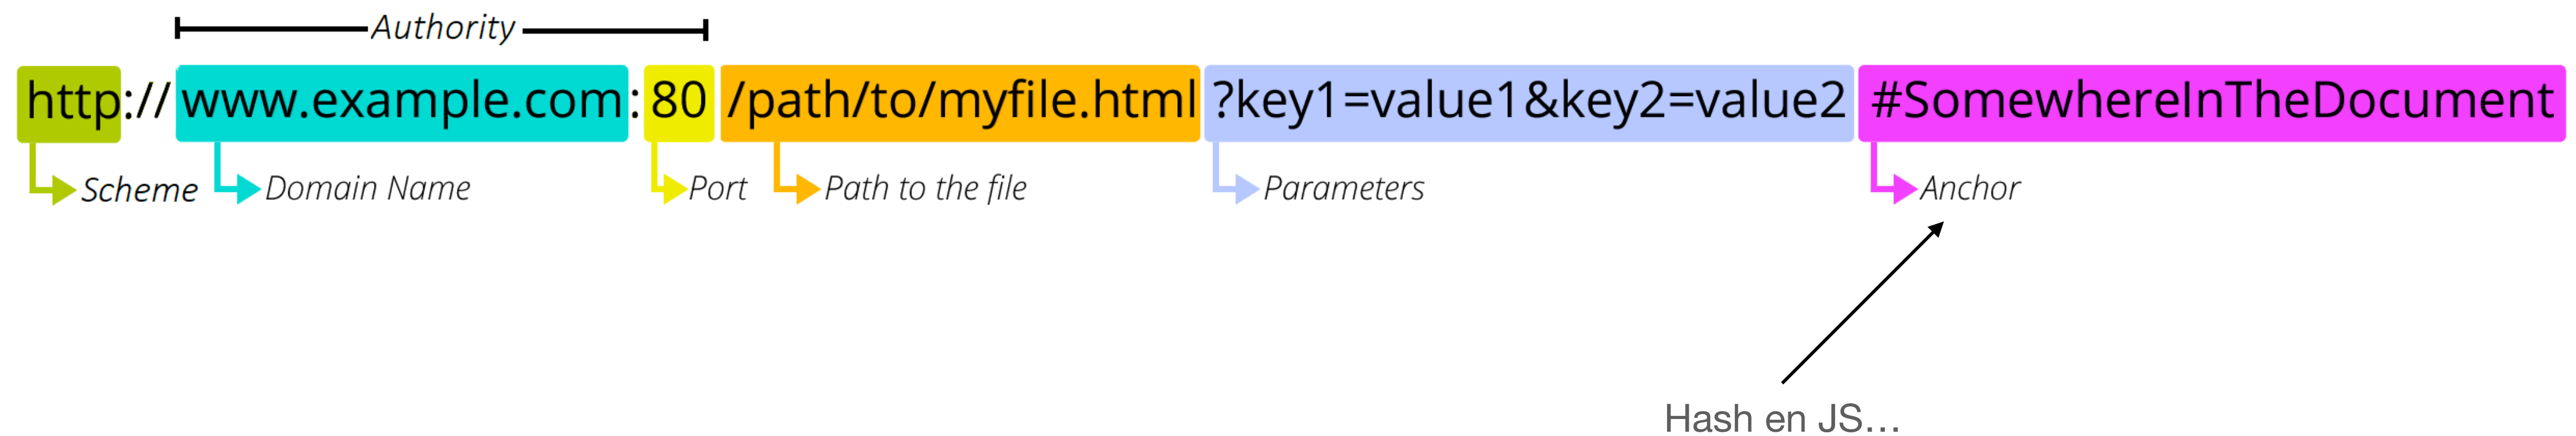 Authority
http://www.example.com:80/path/to/myfile.html?key1=value1&key2=value2#SomewhereInTheDocument
Scheme Domain Name Port Path to the file Parameters Anchor
Hash en JS...